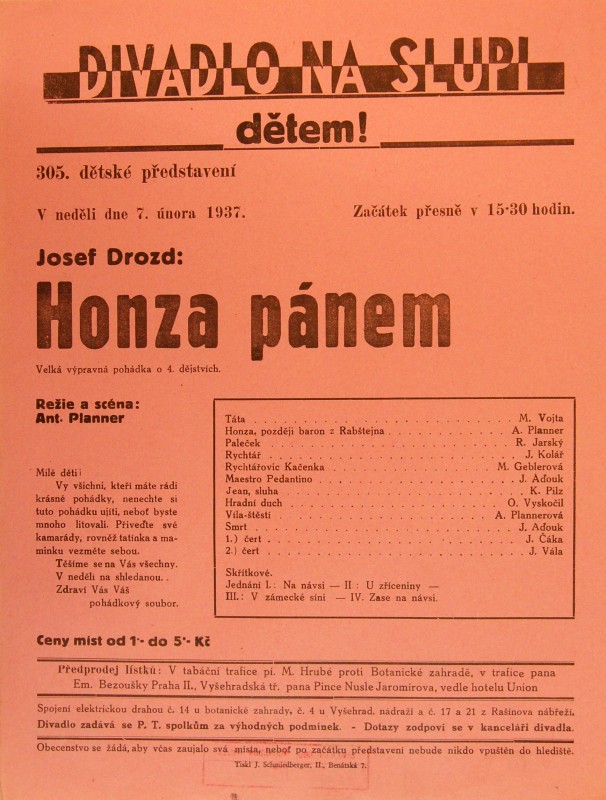 DIVADLO NA SLUPI
dětem!
305. dětské představení
V neděli dne 7. února 1937. Začátek přesně v 15·30 hodin.
Josef Drozd:
Honza pánem
Velká výpravná pohádka o 4. dějstvích.
Režie a scéna:
Ant. Planner
Milé děti!
Vy všichni, kteří máte rádi
krásné pohádky, nenechte si
tuto pohádku ujíti, neboť byste
mnoho litovali. Přiveďte své
kamarády, rovněž tatínka a ma-
minku vezměte sebou.
Těšíme se na Vás všechny.
V neděli na shledanou. .
Zdraví Vás Váš
pohádkový soubor.
Táta . . . . . . . . . . M. Vojta
Honza, později baron z Rabštejna . . . . . . . . . . A. Planner
Paleček . . . . . . . . . . R. Jarský
Rychtář . . . . . . . . . . J. Kolář
Rychtářovic Kačenka . . . . . . . . . . M. Geblerová
Maestro Pedantino . . . . . . . . . . J. Aďouk
Jean, sluha . . . . . . . . . . K. Pilz
Hradní duch . . . . . . . . . . O. Vyskočil
Víla-štěstí . . . . . . . . . . A. Plannerová
Smrt . . . . . . . . . . J. Aďouk
1.) čert . . . . . . . . . . J. Čáka
2.) čert . . . . . . . . . . J. Vála
Skřítkové.
Jednání I.: Na návsi — II : U zříceniny —
III.: V zámecké síni — IV. Zase na návsi.
Ceny míst od 1·- do 5·- Kč
Předprodej lístků: V tabáční trafice pí. M. Hrubé proti Botanické zahradě, v trafice pana
Em. Bezoušky Praha II., Vyšehradská tř. pana Pince Nusle Jaromírova, vedle hotelu Union
Spojení elektrickou drahou č. 14 u botanické zahrady, č. 4 u Vyšehrad. nádraží a č. 17 a 21 z Rašínova nábřeží.
Divadlo zadává se P. T. spolkům za výhodných podmínek. - Dotazy zodpoví se v kanceláři divadla.
Obecenstvo se žádá, aby včas zaujalo svá místa, neboť po začátku představení nebude nikdo vpuštěn do hlediště.
Tiskl J. Schmiedberger, II., Benátská 7.